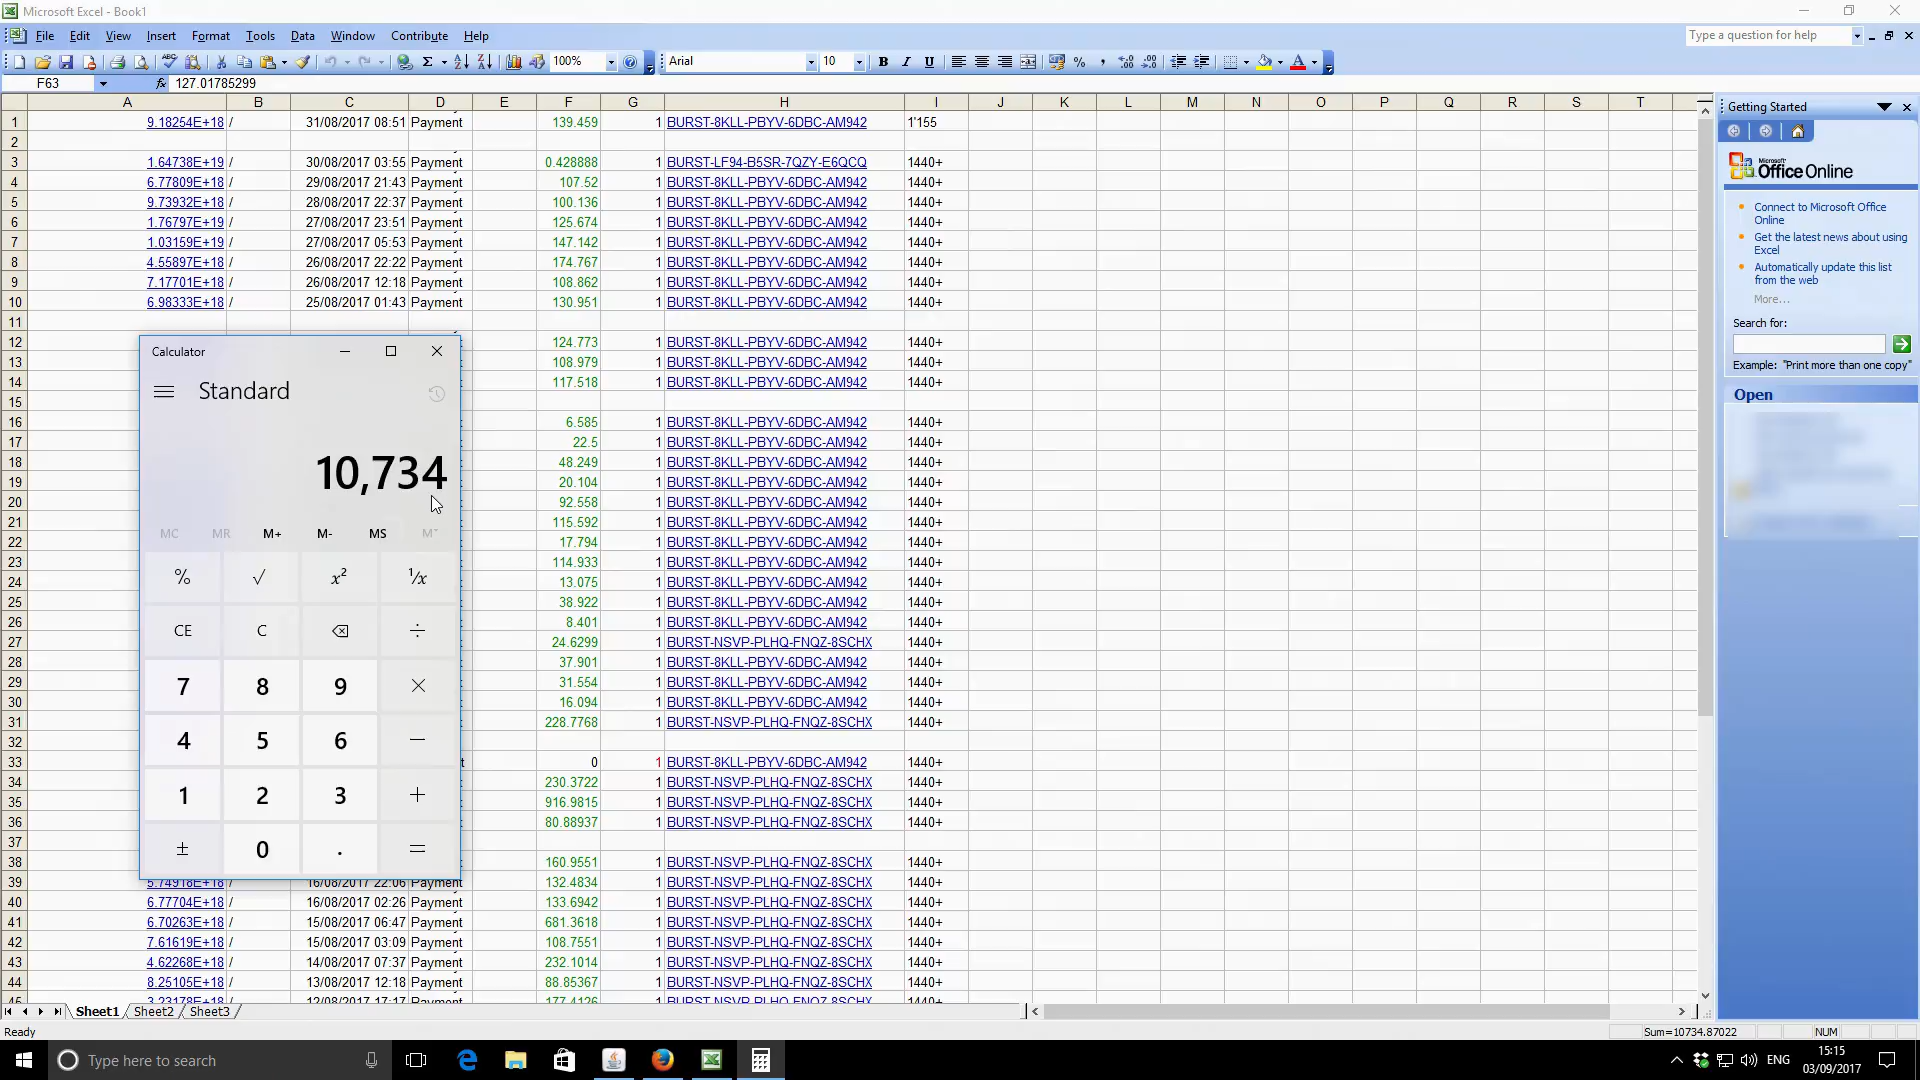 Microsoft Excel - Book1
File Edit View Insert Format Tools Data Window Contribute Help
Type a question for help
100% Arial 10 B I U
F63 fx 127.01785299
A B C D E F G H I J K L M N O P Q R S T
1 9.18254E+18 / 31/08/2017 08:51 Payment 139.459 1 BURST-8KLL-PBYV-6DBC-AM942 1'155
2
3 1.64738E+19 / 30/08/2017 03:55 Payment 0.428888 1 BURST-LF94-B5SR-7QZY-E6QCQ 1440+
4 6.77809E+18 / 29/08/2017 21:43 Payment 107.52 1 BURST-8KLL-PBYV-6DBC-AM942 1440+
5 9.73932E+18 / 28/08/2017 22:37 Payment 100.136 1 BURST-8KLL-PBYV-6DBC-AM942 1440+
6 1.76797E+19 / 27/08/2017 23:51 Payment 125.674 1 BURST-8KLL-PBYV-6DBC-AM942 1440+
7 1.03159E+19 / 27/08/2017 05:53 Payment 147.142 1 BURST-8KLL-PBYV-6DBC-AM942 1440+
8 4.55897E+18 / 26/08/2017 22:22 Payment 174.767 1 BURST-8KLL-PBYV-6DBC-AM942 1440+
9 7.17701E+18 / 26/08/2017 12:18 Payment 108.862 1 BURST-8KLL-PBYV-6DBC-AM942 1440+
10 6.98333E+18 / 25/08/2017 01:43 Payment 130.951 1 BURST-8KLL-PBYV-6DBC-AM942 1440+
11
12 124.773 1 BURST-8KLL-PBYV-6DBC-AM942 1440+
13 108.979 1 BURST-8KLL-PBYV-6DBC-AM942 1440+
14 117.518 1 BURST-8KLL-PBYV-6DBC-AM942 1440+
15
16 6.585 1 BURST-8KLL-PBYV-6DBC-AM942 1440+
17 22.5 1 BURST-8KLL-PBYV-6DBC-AM942 1440+
18 48.249 1 BURST-8KLL-PBYV-6DBC-AM942 1440+
19 20.104 1 BURST-8KLL-PBYV-6DBC-AM942 1440+
20 92.558 1 BURST-8KLL-PBYV-6DBC-AM942 1440+
21 115.592 1 BURST-8KLL-PBYV-6DBC-AM942 1440+
22 17.794 1 BURST-8KLL-PBYV-6DBC-AM942 1440+
23 114.933 1 BURST-8KLL-PBYV-6DBC-AM942 1440+
24 13.075 1 BURST-8KLL-PBYV-6DBC-AM942 1440+
25 38.922 1 BURST-8KLL-PBYV-6DBC-AM942 1440+
26 8.401 1 BURST-8KLL-PBYV-6DBC-AM942 1440+
27 24.6299 1 BURST-NSVP-PLHQ-FNQZ-8SCHX 1440+
28 37.901 1 BURST-8KLL-PBYV-6DBC-AM942 1440+
29 31.554 1 BURST-8KLL-PBYV-6DBC-AM942 1440+
30 16.094 1 BURST-8KLL-PBYV-6DBC-AM942 1440+
31 228.7768 1 BURST-NSVP-PLHQ-FNQZ-8SCHX 1440+
32
33 0 1 BURST-8KLL-PBYV-6DBC-AM942 1440+
34 230.3722 1 BURST-NSVP-PLHQ-FNQZ-8SCHX 1440+
35 916.9815 1 BURST-NSVP-PLHQ-FNQZ-8SCHX 1440+
36 80.88937 1 BURST-NSVP-PLHQ-FNQZ-8SCHX 1440+
37
38 160.9551 1 BURST-NSVP-PLHQ-FNQZ-8SCHX 1440+
39 5.74918E+18 / 16/08/2017 22:06 Payment 132.4834 1 BURST-NSVP-PLHQ-FNQZ-8SCHX 1440+
40 6.77704E+18 / 16/08/2017 02:26 Payment 133.6942 1 BURST-NSVP-PLHQ-FNQZ-8SCHX 1440+
41 6.70263E+18 / 15/08/2017 06:47 Payment 681.3618 1 BURST-NSVP-PLHQ-FNQZ-8SCHX 1440+
42 7.61619E+18 / 15/08/2017 03:09 Payment 108.7551 1 BURST-NSVP-PLHQ-FNQZ-8SCHX 1440+
43 4.62268E+18 / 14/08/2017 07:37 Payment 232.1014 1 BURST-NSVP-PLHQ-FNQZ-8SCHX 1440+
44 8.25105E+18 / 13/08/2017 12:18 Payment 88.85367 1 BURST-NSVP-PLHQ-FNQZ-8SCHX 1440+
45 3.23178E+18 / 12/08/2017 17:17 Payment 177.4126 1 BURST-NSVP-PLHQ-FNQZ-8SCHX 1440+
Calculator
Standard
10,734
MC MR M+ M- MS M
% √ x² ¹/x
CE C ÷
7 8 9 ×
4 5 6 −
1 2 3 +
± 0 . =
Getting Started
Office Online
Connect to Microsoft Office
Online
Get the latest news about using
Excel
Automatically update this list
from the web
More...
Search for:
Example: "Print more than one copy"
Open
Sheet1 Sheet2 Sheet3
Ready
Sum=10734.87022 NUM
Type here to search
ENG
15:15
03/09/2017